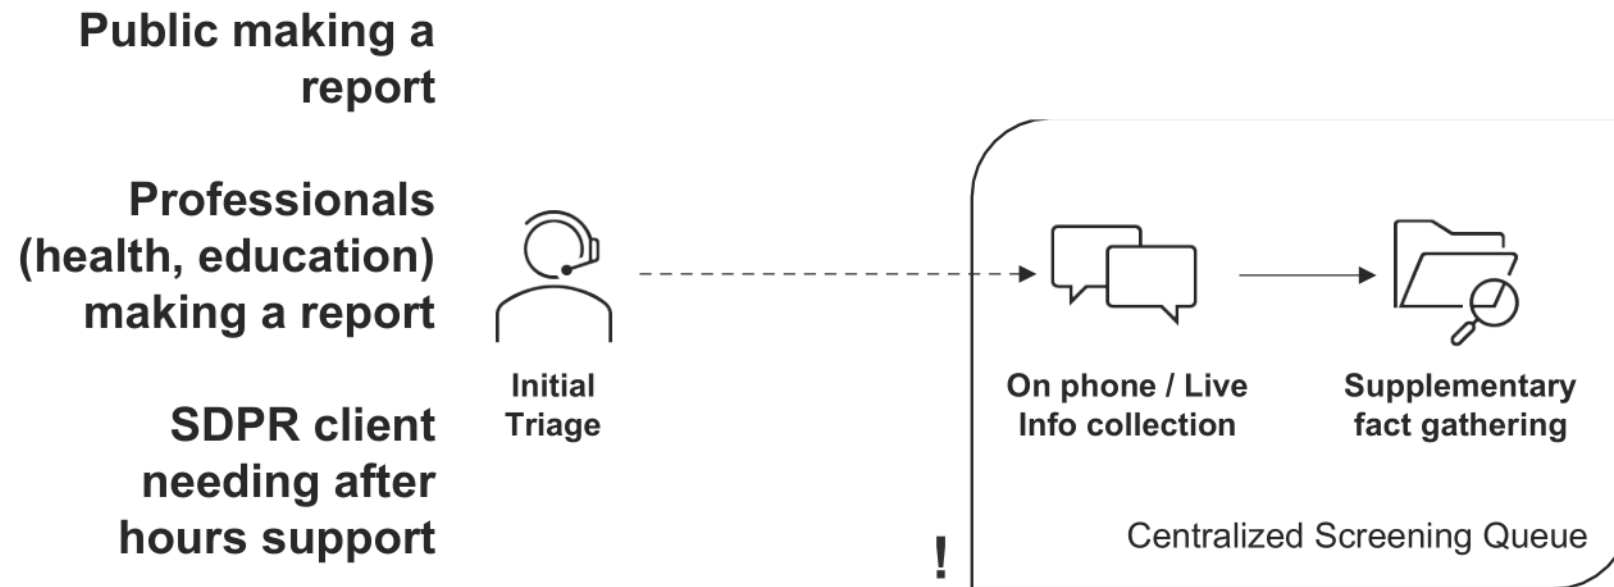 Public making a
report
Professionals
(health, education)
making a report
SDPR client
needing after
hours support
Initial
Triage
On phone / Live
Info collection
Supplementary
fact gathering
!
Centralized Screening Queue